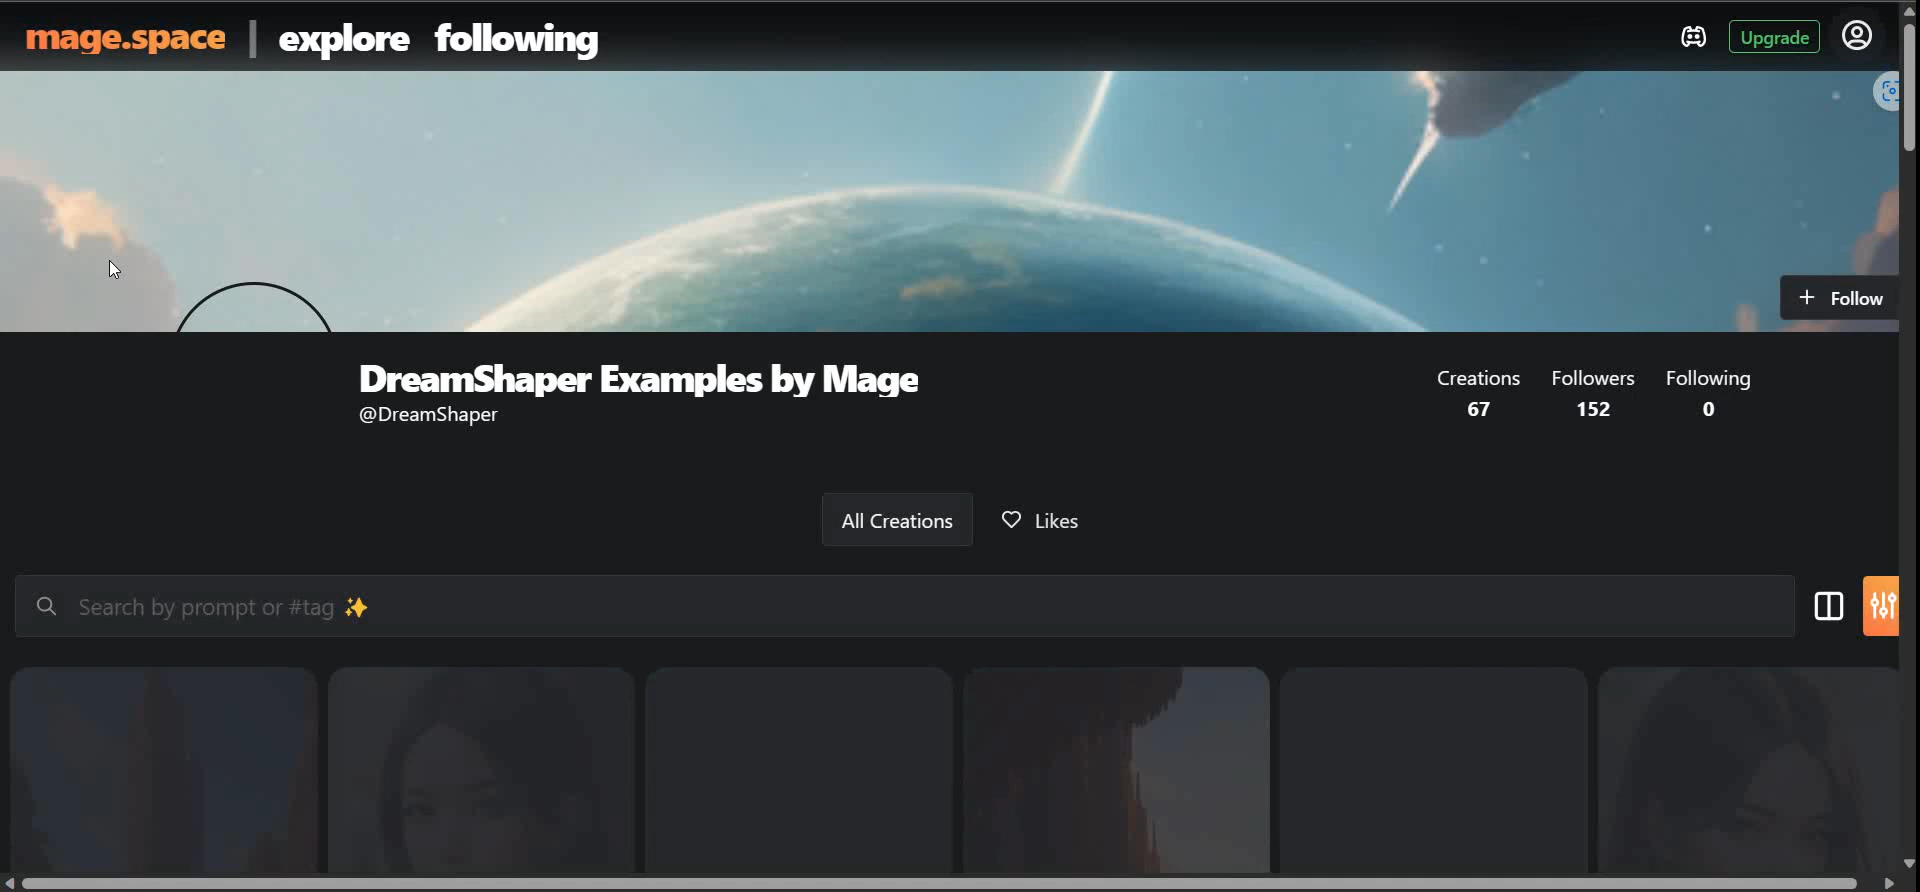 mage.space | explore following
Upgrade
+ Follow
DreamShaper Examples by Mage
@DreamShaper
Creations Followers Following
67 152 0
All Creations Likes
Search by prompt or #tag ✨